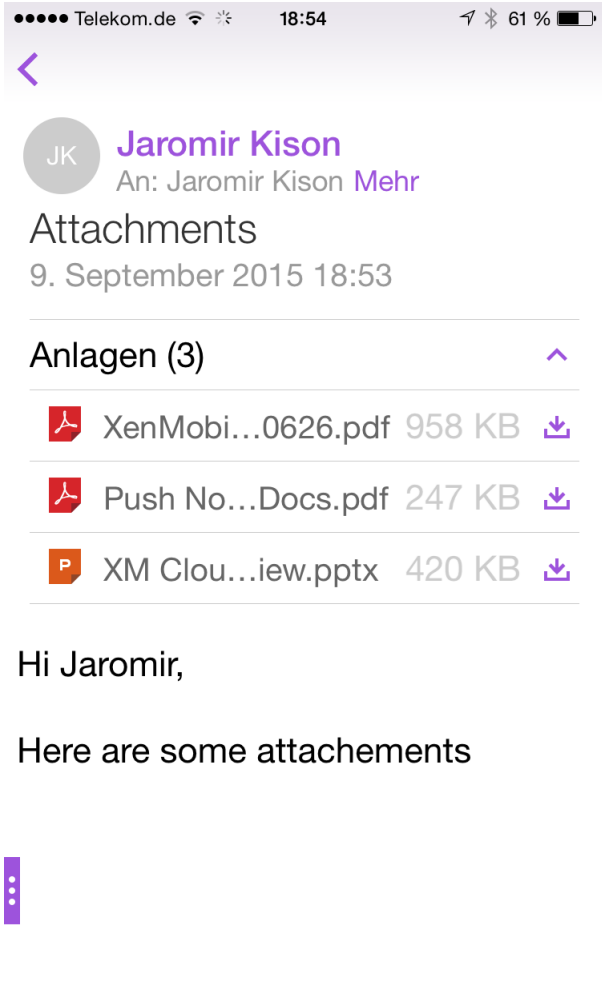 Telekom.de 18:54 61 %
JK
Jaromir Kison
An: Jaromir Kison Mehr
Attachments
9. September 2015 18:53
Anlagen (3)
XenMobi...0626.pdf 958 KB
Push No...Docs.pdf 247 KB
P XM Clou...iew.pptx 420 KB
Hi Jaromir,
Here are some attachements